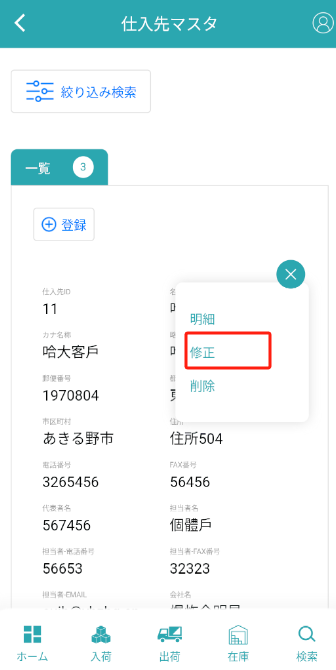 仕入先マスタ
絞り込み検索
一覧 3
登録
仕入先ID
11
明細
カナ名称
哈大客戶
修正
郵便番号
1970804
削除
市区町村 住所
あきる野市 住所504
電話番号 FAX番号
3265456 56456
代表者名 担当者名
567456 個體戶
担当者-電話番号 担当者-FAX番号
56653 32323
担当者-EMAIL 会社名
ホーム 入荷 出荷 在庫 検索